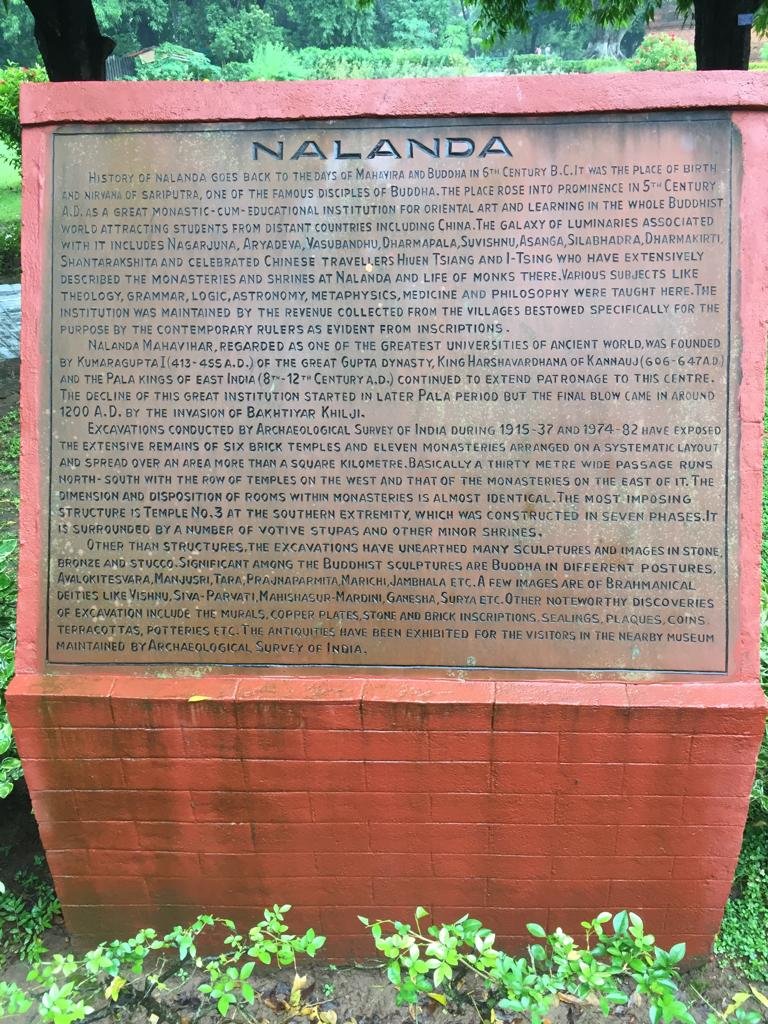 NALANDA
HISTORY OF NALANDA GOES BACK TO THE DAYS OF MAHAVIRA AND BUDDHA IN 6TH CENTURY B.C.IT WAS THE PLACE OF BIRTH
AND NIRVANA OF SARIPUTRA, ONE OF THE FAMOUS DISCIPLES OF BUDDHA.THE PLACE ROSE INTO PROMINENCE IN 5TH CENTURY
A.D. AS A GREAT MONASTIC-CUM-EDUCATIONAL INSTITUTION FOR ORIENTAL ART AND LEARNING IN THE WHOLE BUDDHIST
WORLD ATTRACTING STUDENTS FROM DISTANT COUNTRIES INCLUDING CHINA.THE GALAXY OF LUMINARIES ASSOCIATED
WITH IT INCLUDES NAGARJUNA, ARYADEVA,VASUBANDHU,DHARMAPALA,SUVISHNU,ASANGA,SILABHADRA,DHARMAKIRTI,
SHANTARAKSHITA AND CELEBRATED CHINESE TRAVELLERS HIUEN TSIANG AND I-TSING WHO HAVE EXTENSIVELY
DESCRIBED THE MONASTERIES AND SHRINES AT NALANDA AND LIFE OF MONKS THERE.VARIOUS SUBJECTS LIKE
THEOLOGY, GRAMMAR, LOGIC, ASTRONOMY, METAPHYSICS, MEDICINE AND PHILOSOPHY WERE TAUGHT HERE.THE
INSTITUTION WAS MAINTAINED BY THE REVENUE COLLECTED FROM THE VILLAGES BESTOWED SPECIFICALLY FOR THE
PURPOSE BY THE CONTEMPORARY RULERS AS EVIDENT FROM INSCRIPTIONS.
NALANDA MAHAVIHAR, REGARDED AS ONE OF THE GREATEST UNIVERSITIES OF ANCIENT WORLD, WAS FOUNDED
BY KUMARAGUPTA I (413-455 A.D.) OF THE GREAT GUPTA DYNASTY, KING HARSHAVARDHANA OF KANNAUJ (606-647 A.D)
AND THE PALA KINGS OF EAST INDIA (8TH-12TH CENTURY A.D.) CONTINUED TO EXTEND PATRONAGE TO THIS CENTRE.
THE DECLINE OF THIS GREAT INSTITUTION STARTED IN LATER PALA PERIOD BUT THE FINAL BLOW CAME IN AROUND
1200 A.D. BY THE INVASION OF BAKHTIYAR KHILJI.
EXCAVATIONS CONDUCTED BY ARCHAEOLOGICAL SURVEY OF INDIA DURING 1915-37 AND 1974-82 HAVE EXPOSED
THE EXTENSIVE REMAINS OF SIX BRICK TEMPLES AND ELEVEN MONASTERIES ARRANGED ON A SYSTEMATIC LAYOUT
AND SPREAD OVER AN AREA MORE THAN A SQUARE KILOMETRE.BASICALLY A THIRTY METRE WIDE PASSAGE RUNS
NORTH-SOUTH WITH THE ROW OF TEMPLES ON THE WEST AND THAT OF THE MONASTERIES ON THE EAST OF IT.THE
DIMENSION AND DISPOSITION OF ROOMS WITHIN MONASTERIES IS ALMOST IDENTICAL.THE MOST IMPOSING
STRUCTURE IS TEMPLE NO.3 AT THE SOUTHERN EXTREMITY, WHICH WAS CONSTRUCTED IN SEVEN PHASES.IT
IS SURROUNDED BY A NUMBER OF VOTIVE STUPAS AND OTHER MINOR SHRINES.
OTHER THAN STRUCTURES,THE EXCAVATIONS HAVE UNEARTHED MANY SCULPTURES AND IMAGES IN STONE,
BRONZE AND STUCCO.SIGNIFICANT AMONG THE BUDDHIST SCULPTURES ARE BUDDHA IN DIFFERENT POSTURES,
AVALOKITESVARA,MANJUSRI,TARA,PRAJNAPARMITA,MARICHI,JAMBHALA ETC. A FEW IMAGES ARE OF BRAHMANICAL
DEITIES LIKE VISHNU, SIVA-PARVATI, MAHISHASUR-MARDINI, GANESHA, SURYA ETC. OTHER NOTEWORTHY DISCOVERIES
OF EXCAVATION INCLUDE THE MURALS, COPPER PLATES, STONE AND BRICK INSCRIPTIONS, SEALINGS, PLAQUES, COINS
TERRACOTTAS, POTTERIES ETC. THE ANTIQUITIES HAVE BEEN EXHIBITED FOR THE VISITORS IN THE NEARBY MUSEUM
MAINTAINED BY ARCHAEOLOGICAL SURVEY OF INDIA.